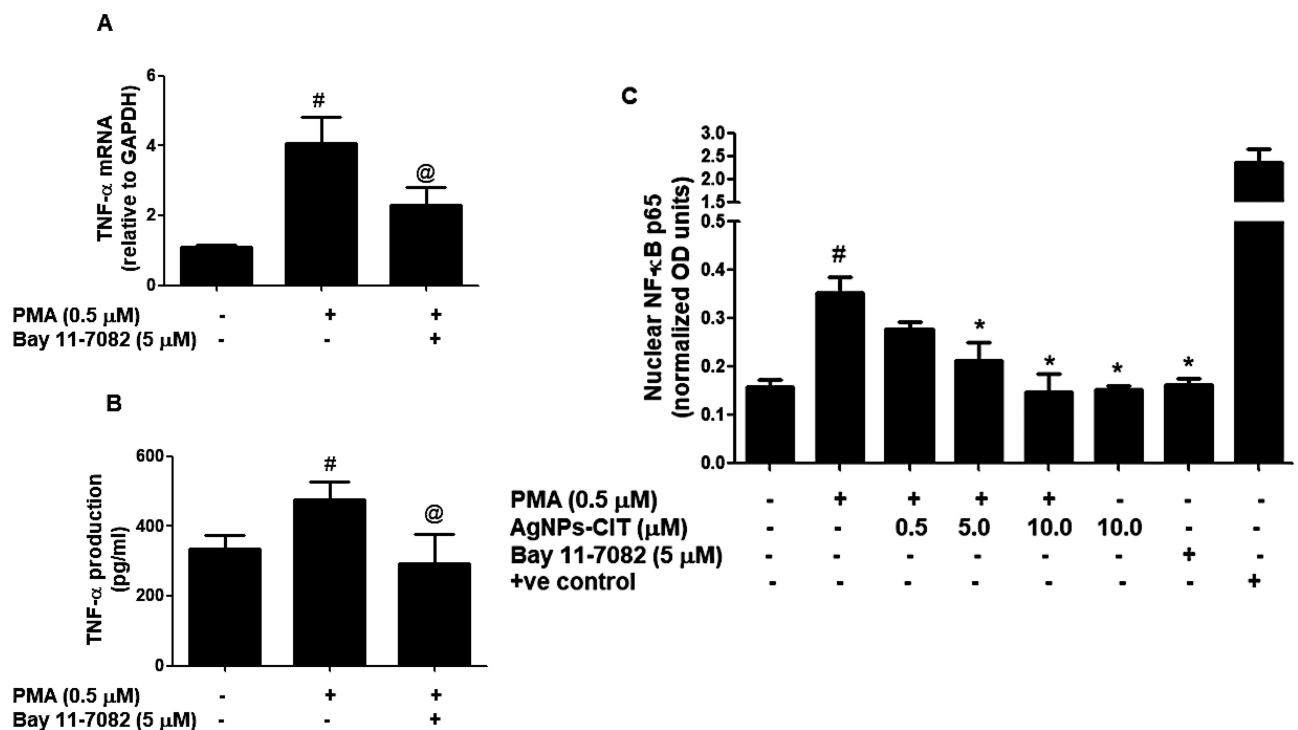 A
TNF-α mRNA
(relative to GAPDH)
6
4
2
0
#
@
PMA (0.5 μM) - + +
Bay 11-7082 (5 μM) - - +
B
TNF-α production
(pg/ml)
600
400
200
0
#
@
PMA (0.5 μM) - + +
Bay 11-7082 (5 μM) - - +
C
Nuclear NF-κB p65
(normalized OD units)
3.0
2.5
2.0
1.5
0.5
0.4
0.3
0.2
0.1
0.0
#
* * * *
PMA (0.5 μM) - + + + + - - -
AgNPs-CIT (μM) - - 0.5 5.0 10.0 10.0 - -
Bay 11-7082 (5 μM) - - - - - - + -
+ve control - - - - - - - +